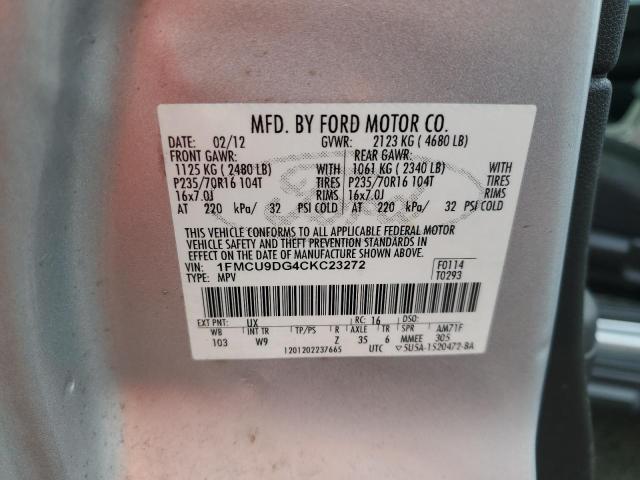 MFD. BY FORD MOTOR CO.
DATE: 02/12 GVWR: 2123 KG ( 4680 LB)
FRONT GAWR: REAR GAWR:
1125 KG ( 2480 LB) WITH 1061 KG ( 2340 LB) WITH
P235/70R16 104T TIRES P235/70R16 104T TIRES
16x7.0J RIMS 16x7.0J RIMS
AT 220 kPa/ 32 PSI COLD AT 220 kPa/ 32 PSI COLD
THIS VEHICLE CONFORMS TO ALL APPLICABLE FEDERAL MOTOR
VEHICLE SAFETY AND THEFT PREVENTION STANDARDS IN
EFFECT ON THE DATE OF MANUFACTURE SHOWN ABOVE.
VIN: 1FMCU9DG4CKC23272 F0114
TYPE: MPV T0293
EXT PNT: UX RC: 16 DSO:
WB INT TR TP/PS R AXLE TR SPR AM71F
103 W9 Z 35 6 MMEE 305
1201202237665 UTC ▽5U5A-1520472-BA